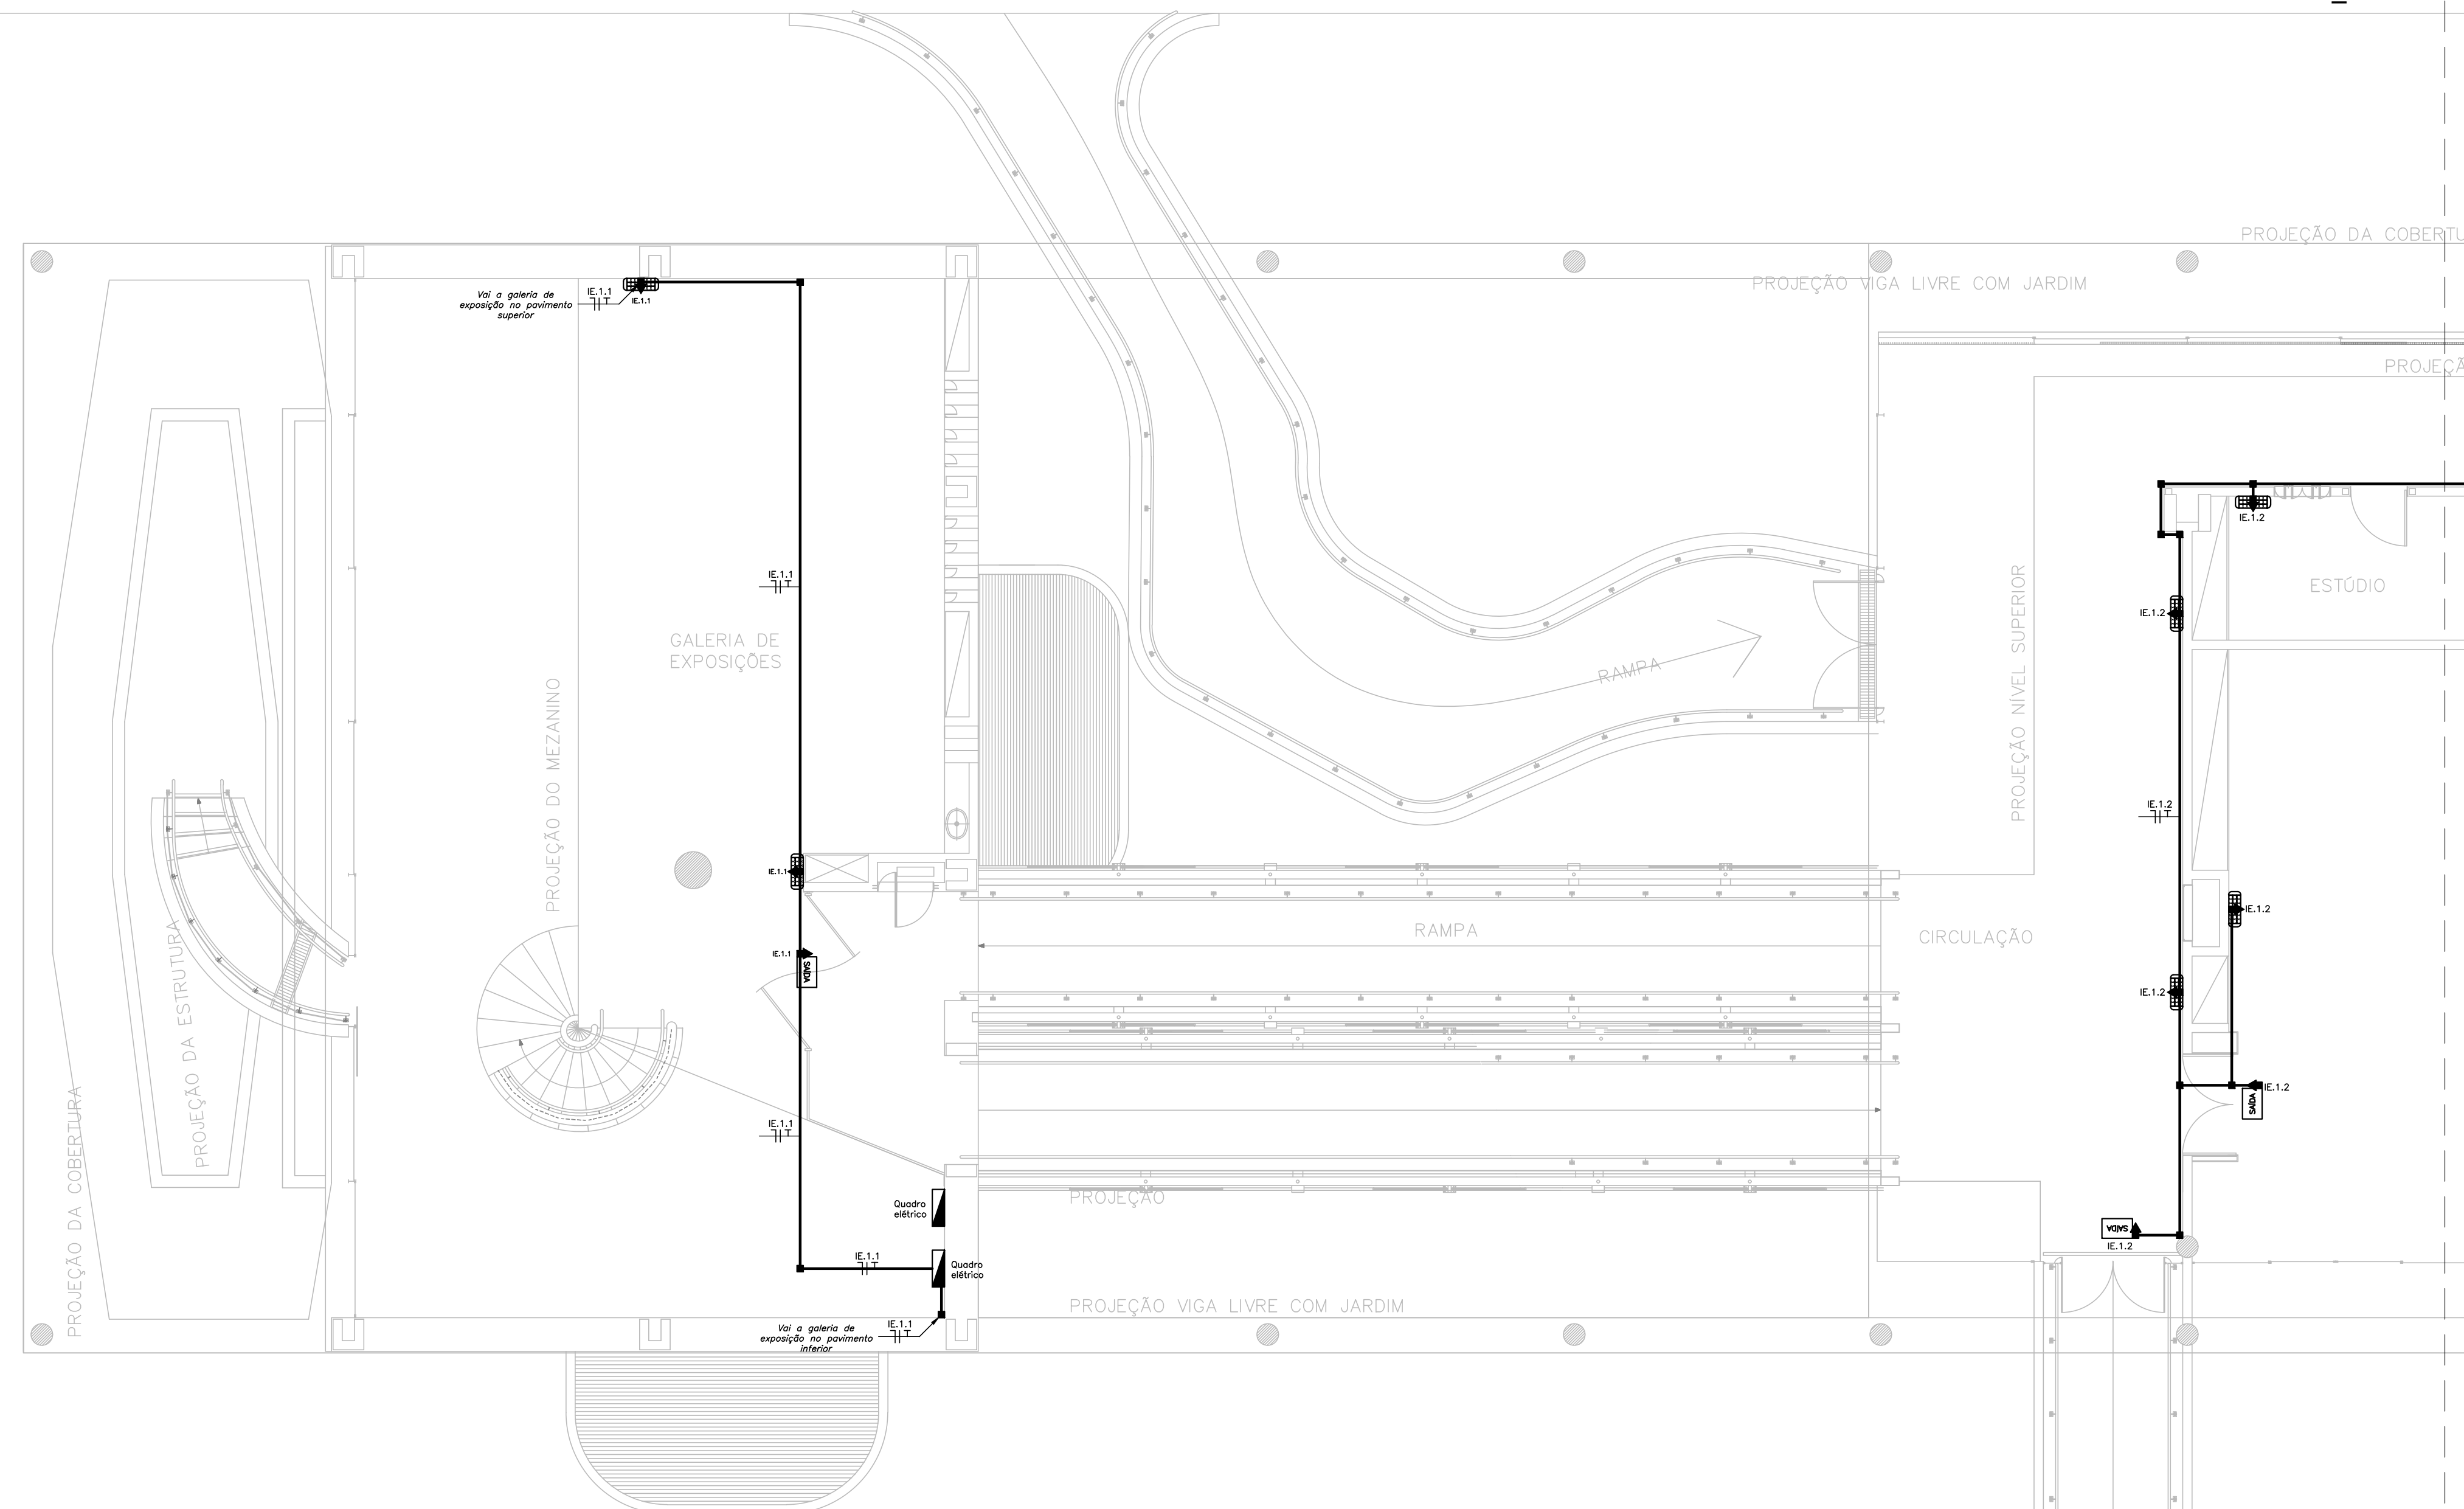 PROJEÇÃO DA COBERTU
PROJEÇÃO VIGA LIVRE COM JARDIM
Vai a galeria de
exposição no pavimento
superior
IE.1.1
IE.1.1
PROJEÇÃ
IE.1.2
IE.1.1
ESTÚDIO
IE.1.2
GALERIA DE
EXPOSIÇÕES
RAMPA
PROJEÇÃO NÍVEL SUPERIOR
PROJEÇÃO DO MEZANINO
IE.1.2
IE.1.1
IE.1.2
RAMPA
CIRCULAÇÃO
IE.1.1
SAÍDA
IE.1.2
PROJEÇÃO DA ESTRUTURA
IE.1.2
SAÍDA
IE.1.1
PROJEÇÃO DA COBERTURA
PROJEÇÃO
Quadro
elétrico
SAÍDA
IE.1.2
IE.1.1
Quadro
elétrico
PROJEÇÃO VIGA LIVRE COM JARDIM
Vai a galeria de
exposição no pavimento
inferior
IE.1.1